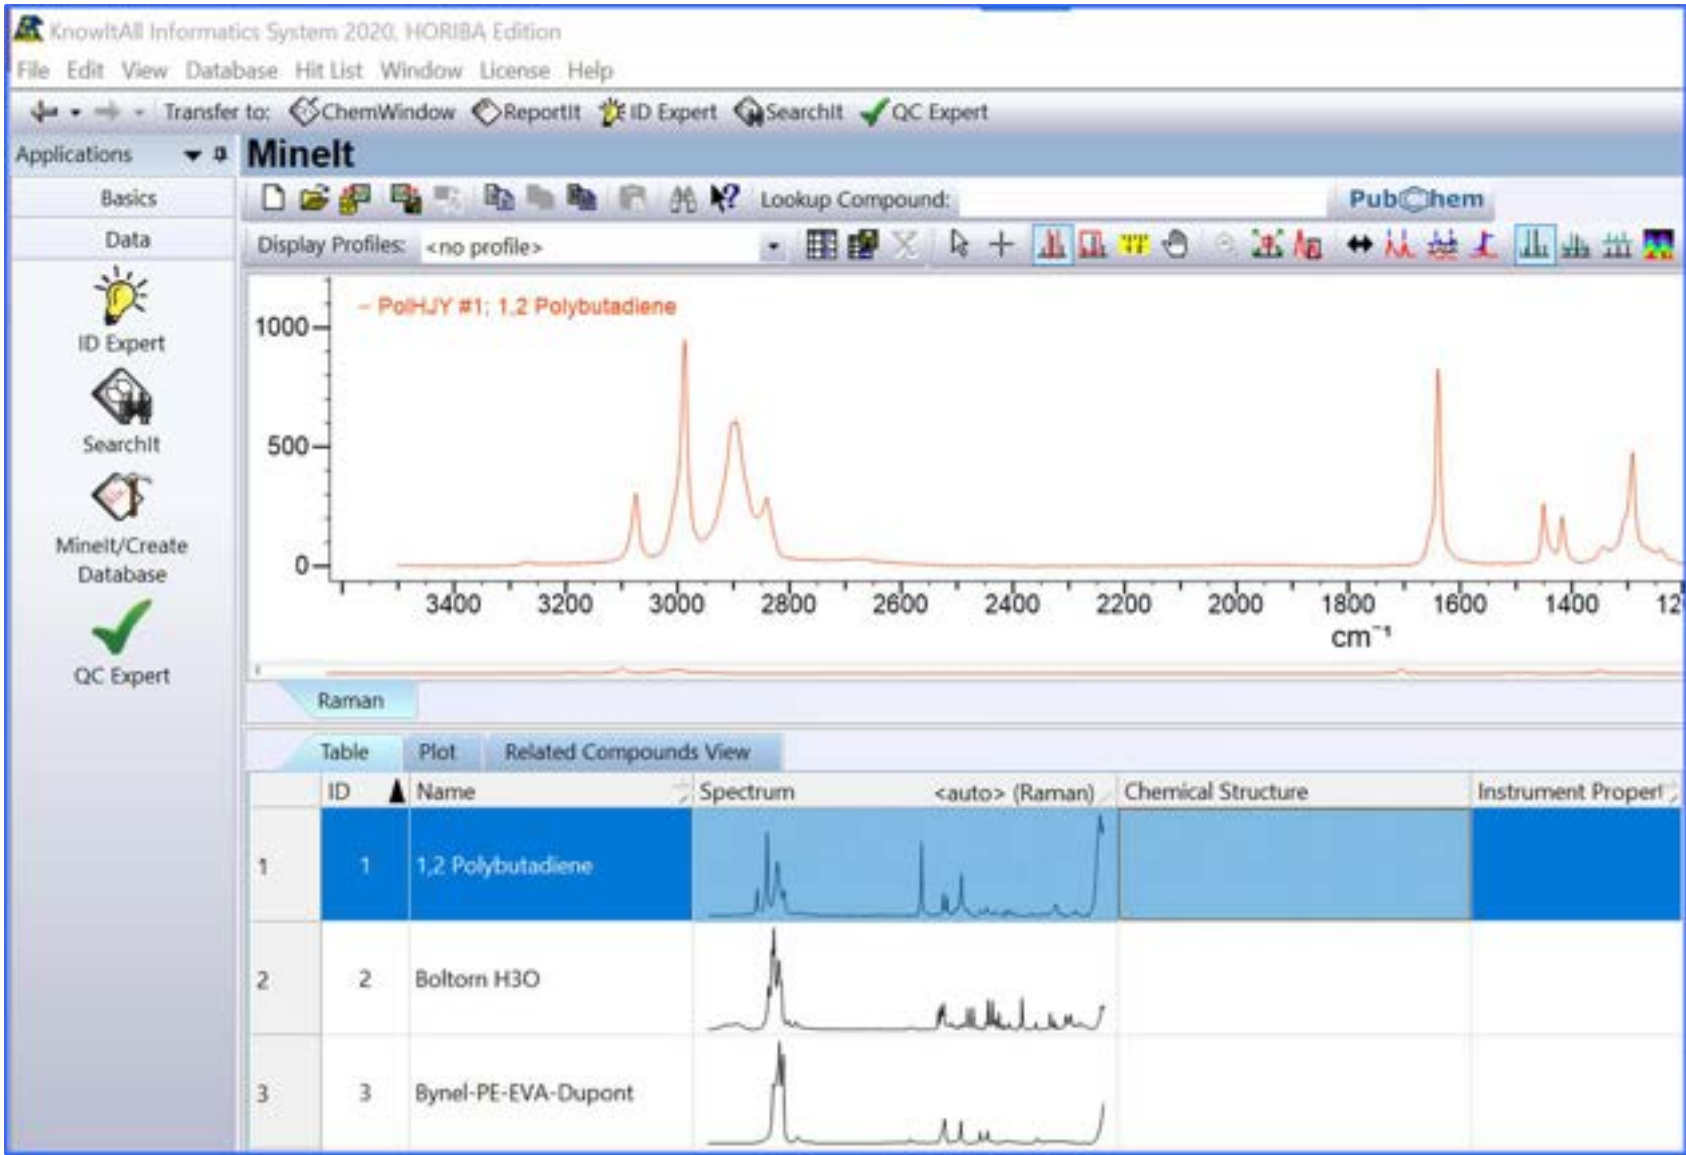 KnowItAll Informatics System 2020, HORIBA Edition
File Edit View Database Hit List Window License Help
Transfer to: ChemWindow ReportIt ID Expert SearchIt QC Expert
Applications
MineIt
Basics
Lookup Compound:
PubChem
Data
Display Profiles: <no profile>
ID Expert
SearchIt
MineIt/Create
Database
QC Expert
– PolHJY #1; 1,2 Polybutadiene
1000
500
0
3400 3200 3000 2800 2600 2400 2200 2000 1800 1600 1400 12
cm⁻¹
Raman
Table Plot Related Compounds View
ID Name Spectrum <auto> (Raman) Chemical Structure Instrument Propert
1 1 1,2 Polybutadiene
2 2 Boltorn H3O
3 3 Bynel-PE-EVA-Dupont